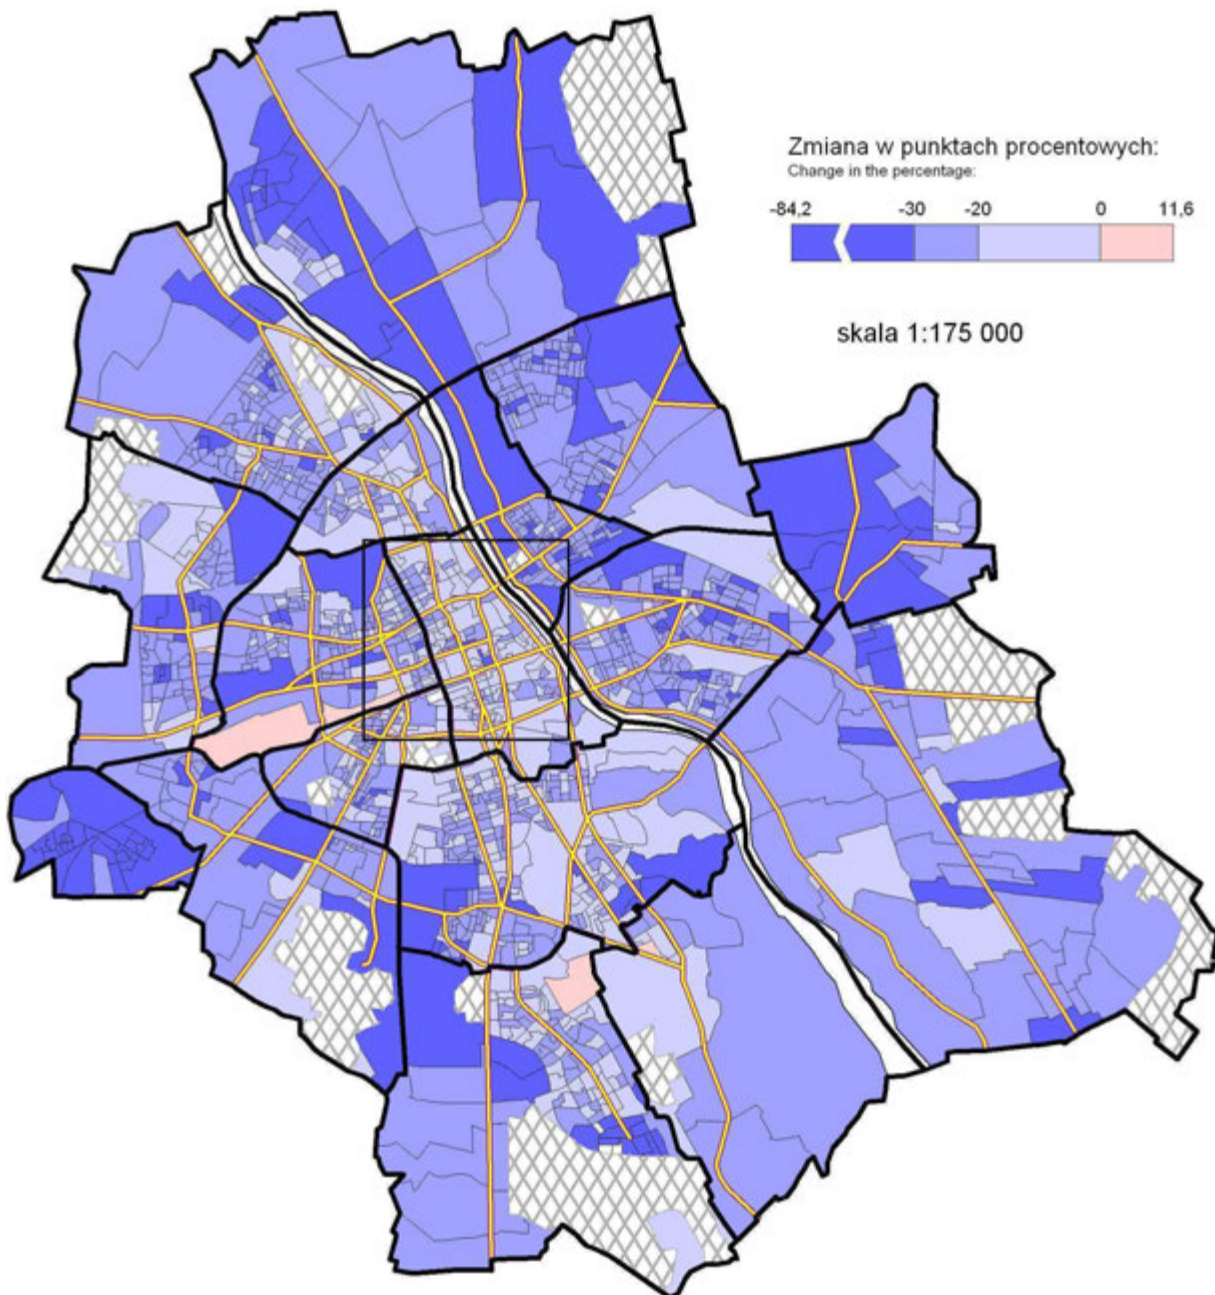 Zmiana w punktach procentowych:
Change in the percentage:
-84,2 -30 -20 0 11,6
skala 1:175 000